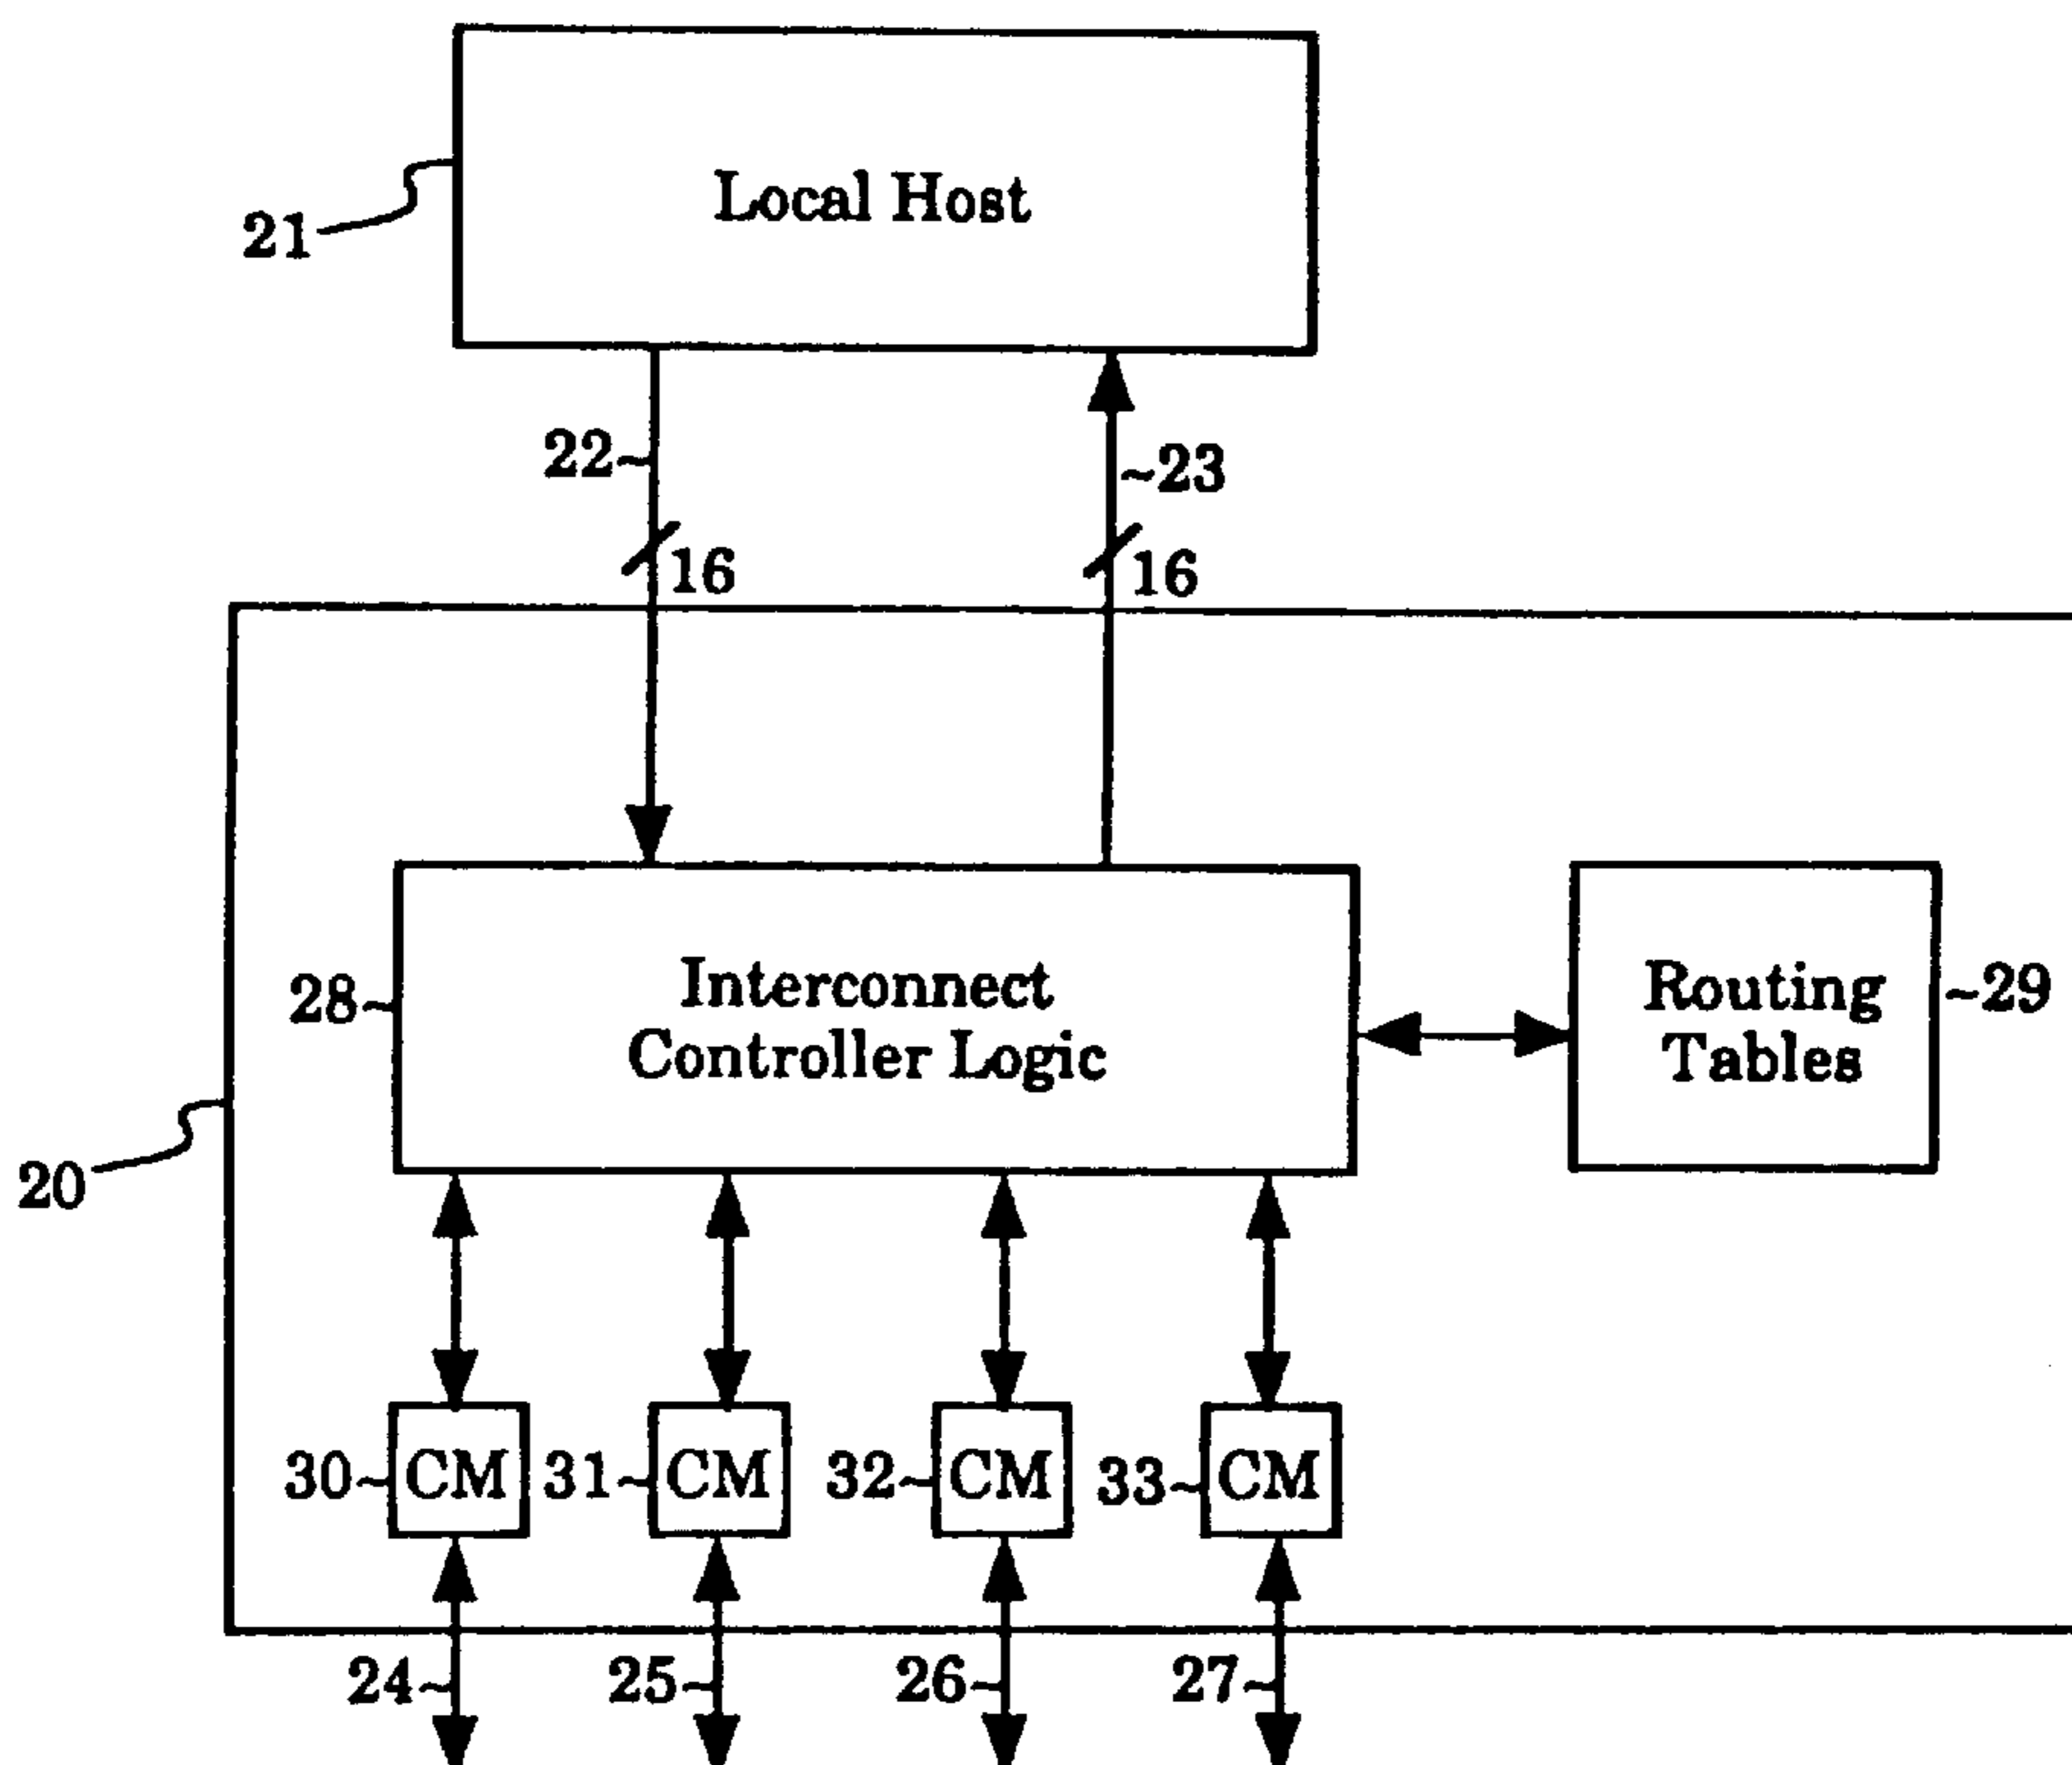 Local Host
21
22
~23
16
16
Interconnect
Controller Logic
28
Routing
Tables
~29
20
30
CM
31
CM
32
CM
33
CM
24
25
26
27